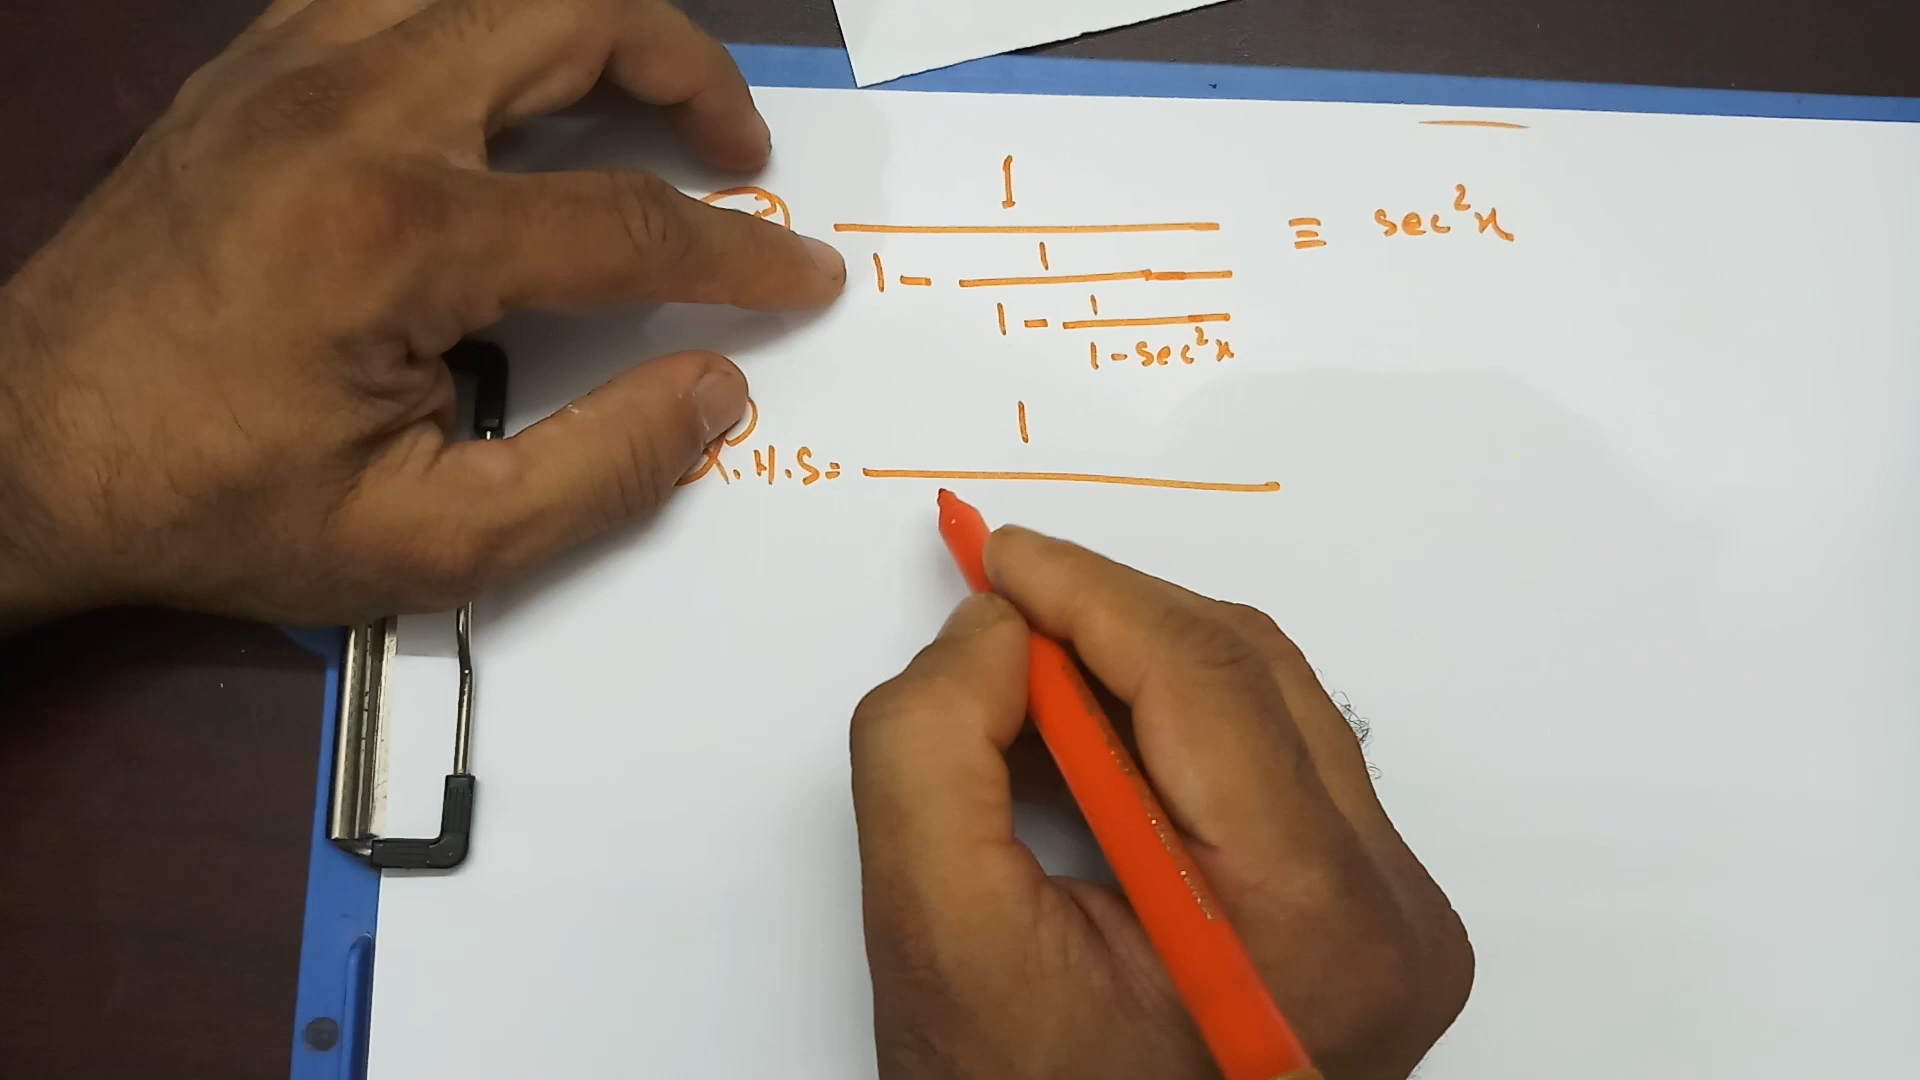 1
≡ sec²x
1 - 1
1 - 1
1 - sec²x
1
L.H.S =